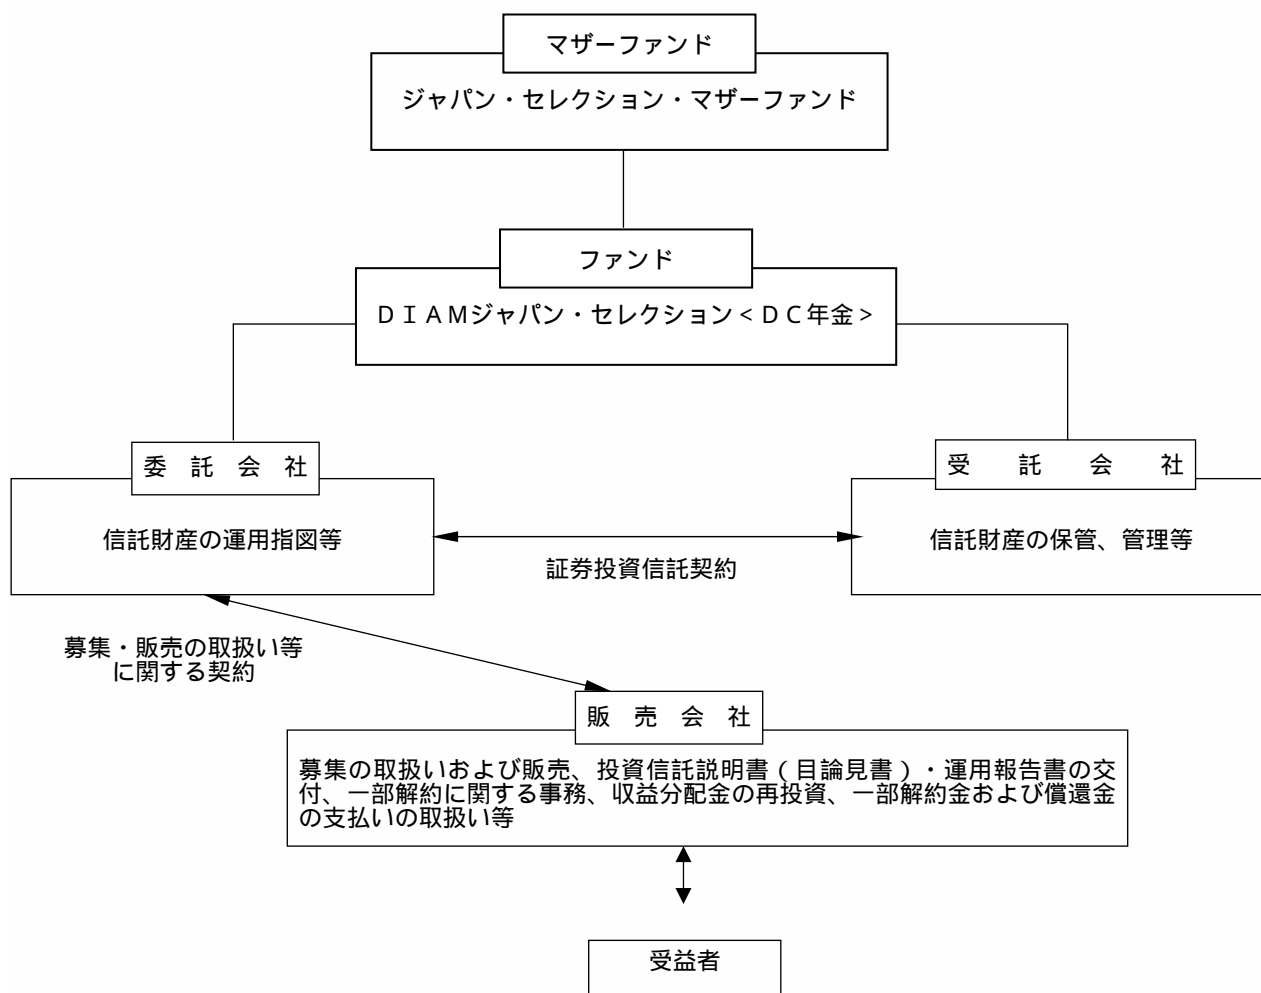 マザーファンド
ジャパン・セレクション・マザーファンド
ファンド
ＤＩＡＭジャパン・セレクション＜ＤＣ年金＞
委　託　会　社
受　託　会　社
信託財産の運用指図等
信託財産の保管、管理等
証券投資信託契約
募集・販売の取扱い等
に関する契約
販　売　会　社
募集の取扱いおよび販売、投資信託説明書（目論見書）・運用報告書の交
付、一部解約に関する事務、収益分配金の再投資、一部解約金および償還金
の支払いの取扱い等
受益者